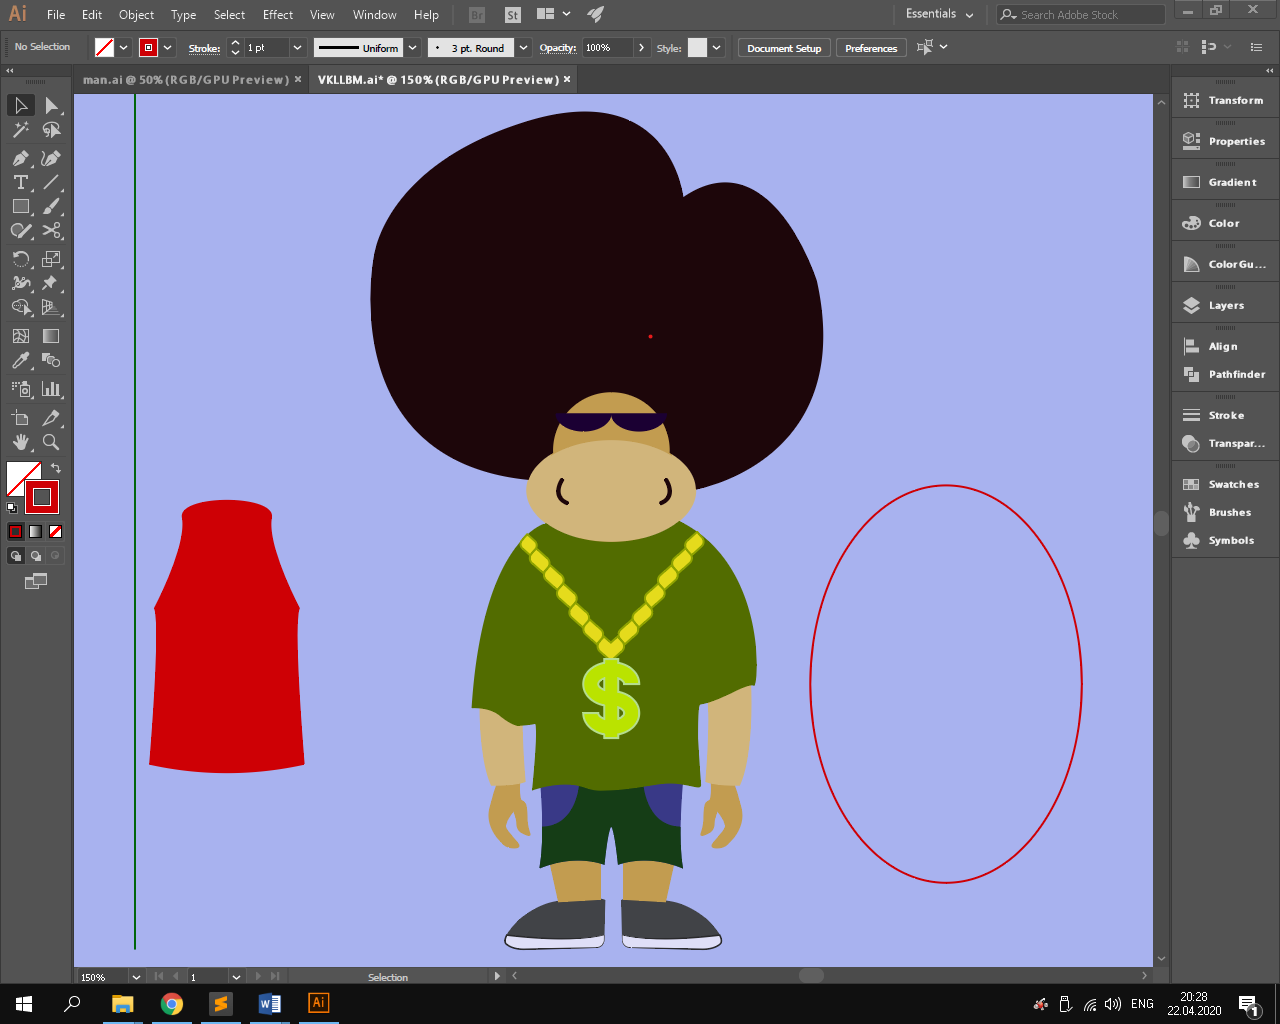 Ai File Edit Object Type Select Effect View Window Help Br St Essentials Search Adobe Stock
No Selection Stroke: 1 pt Uniform 3 pt. Round Opacity: 100% Style: Document Setup Preferences
man.ai @ 50% (RGB/GPU Preview) × VKLLBM.ai* @ 150% (RGB/GPU Preview) ×
Transform
Properties
Gradient
Color
Color Gu...
Layers
Align
Pathfinder
Stroke
Transpar...
Swatches
Brushes
Symbols
$
150% 1 Selection
Ai ENG 20:28
22.04.2020
1